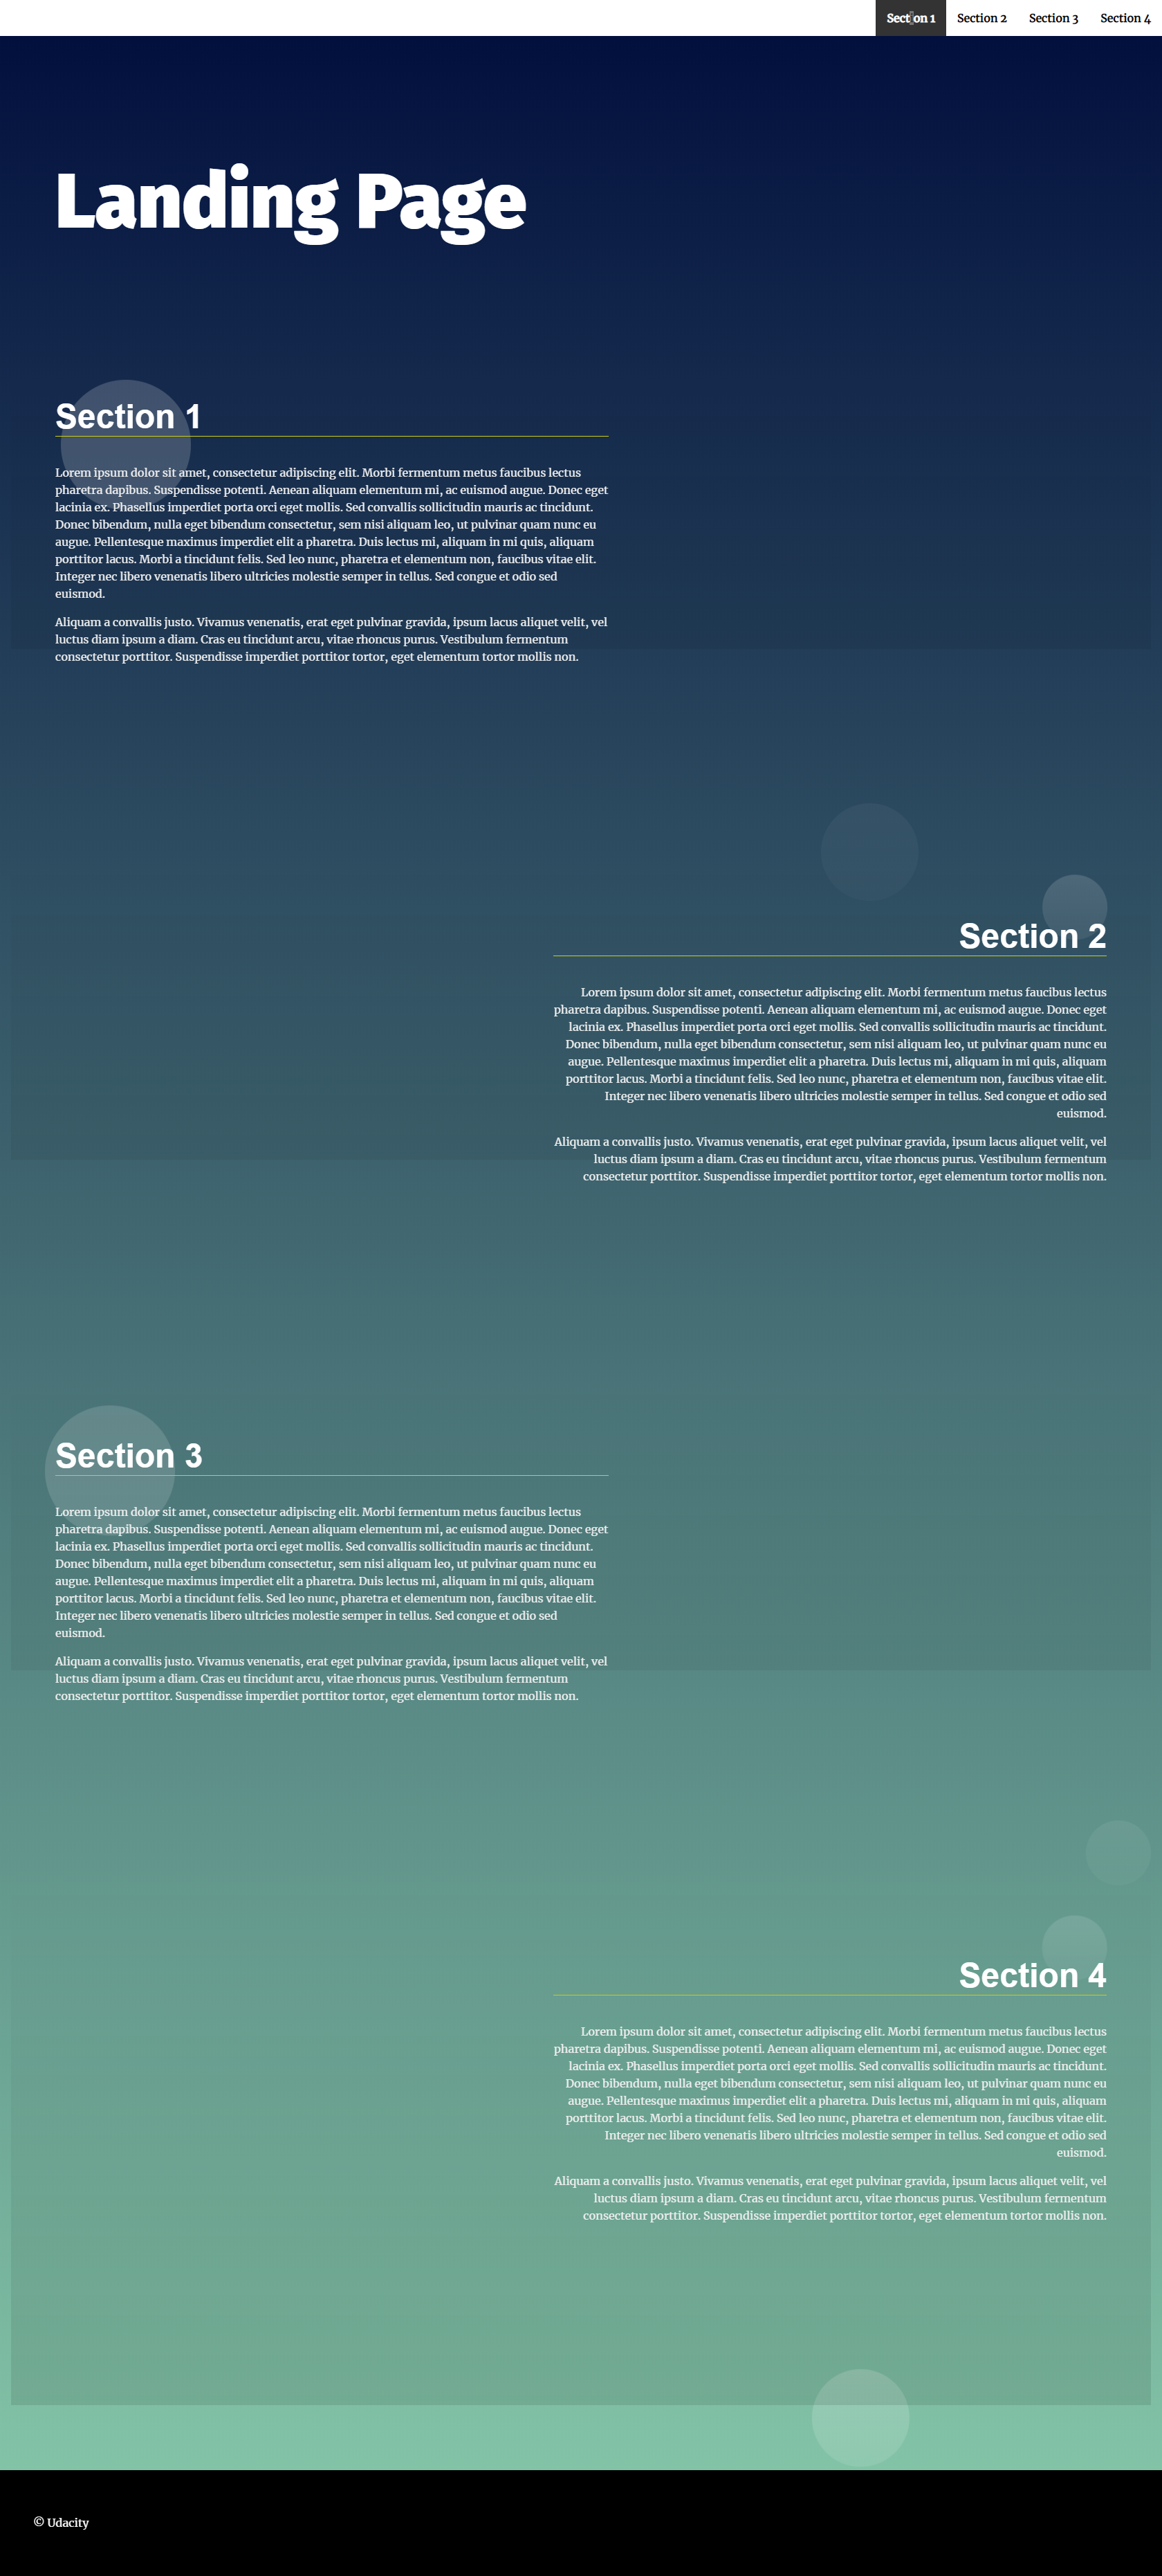 Section 1 Section 2 Section 3 Section 4
Landing Page
Section 1
Lorem ipsum dolor sit amet, consectetur adipiscing elit. Morbi fermentum metus faucibus lectus
pharetra dapibus. Suspendisse potenti. Aenean aliquam elementum mi, ac euismod augue. Donec eget
lacinia ex. Phasellus imperdiet porta orci eget mollis. Sed convallis sollicitudin mauris ac tincidunt.
Donec bibendum, nulla eget bibendum consectetur, sem nisi aliquam leo, ut pulvinar quam nunc eu
augue. Pellentesque maximus imperdiet elit a pharetra. Duis lectus mi, aliquam in mi quis, aliquam
porttitor lacus. Morbi a tincidunt felis. Sed leo nunc, pharetra et elementum non, faucibus vitae elit.
Integer nec libero venenatis libero ultricies molestie semper in tellus. Sed congue et odio sed
euismod.
Aliquam a convallis justo. Vivamus venenatis, erat eget pulvinar gravida, ipsum lacus aliquet velit, vel
luctus diam ipsum a diam. Cras eu tincidunt arcu, vitae rhoncus purus. Vestibulum fermentum
consectetur porttitor. Suspendisse imperdiet porttitor tortor, eget elementum tortor mollis non.
Section 2
Lorem ipsum dolor sit amet, consectetur adipiscing elit. Morbi fermentum metus faucibus lectus
pharetra dapibus. Suspendisse potenti. Aenean aliquam elementum mi, ac euismod augue. Donec eget
lacinia ex. Phasellus imperdiet porta orci eget mollis. Sed convallis sollicitudin mauris ac tincidunt.
Donec bibendum, nulla eget bibendum consectetur, sem nisi aliquam leo, ut pulvinar quam nunc eu
augue. Pellentesque maximus imperdiet elit a pharetra. Duis lectus mi, aliquam in mi quis, aliquam
porttitor lacus. Morbi a tincidunt felis. Sed leo nunc, pharetra et elementum non, faucibus vitae elit.
Integer nec libero venenatis libero ultricies molestie semper in tellus. Sed congue et odio sed
euismod.
Aliquam a convallis justo. Vivamus venenatis, erat eget pulvinar gravida, ipsum lacus aliquet velit, vel
luctus diam ipsum a diam. Cras eu tincidunt arcu, vitae rhoncus purus. Vestibulum fermentum
consectetur porttitor. Suspendisse imperdiet porttitor tortor, eget elementum tortor mollis non.
Section 3
Lorem ipsum dolor sit amet, consectetur adipiscing elit. Morbi fermentum metus faucibus lectus
pharetra dapibus. Suspendisse potenti. Aenean aliquam elementum mi, ac euismod augue. Donec eget
lacinia ex. Phasellus imperdiet porta orci eget mollis. Sed convallis sollicitudin mauris ac tincidunt.
Donec bibendum, nulla eget bibendum consectetur, sem nisi aliquam leo, ut pulvinar quam nunc eu
augue. Pellentesque maximus imperdiet elit a pharetra. Duis lectus mi, aliquam in mi quis, aliquam
porttitor lacus. Morbi a tincidunt felis. Sed leo nunc, pharetra et elementum non, faucibus vitae elit.
Integer nec libero venenatis libero ultricies molestie semper in tellus. Sed congue et odio sed
euismod.
Aliquam a convallis justo. Vivamus venenatis, erat eget pulvinar gravida, ipsum lacus aliquet velit, vel
luctus diam ipsum a diam. Cras eu tincidunt arcu, vitae rhoncus purus. Vestibulum fermentum
consectetur porttitor. Suspendisse imperdiet porttitor tortor, eget elementum tortor mollis non.
Section 4
Lorem ipsum dolor sit amet, consectetur adipiscing elit. Morbi fermentum metus faucibus lectus
pharetra dapibus. Suspendisse potenti. Aenean aliquam elementum mi, ac euismod augue. Donec eget
lacinia ex. Phasellus imperdiet porta orci eget mollis. Sed convallis sollicitudin mauris ac tincidunt.
Donec bibendum, nulla eget bibendum consectetur, sem nisi aliquam leo, ut pulvinar quam nunc eu
augue. Pellentesque maximus imperdiet elit a pharetra. Duis lectus mi, aliquam in mi quis, aliquam
porttitor lacus. Morbi a tincidunt felis. Sed leo nunc, pharetra et elementum non, faucibus vitae elit.
Integer nec libero venenatis libero ultricies molestie semper in tellus. Sed congue et odio sed
euismod.
Aliquam a convallis justo. Vivamus venenatis, erat eget pulvinar gravida, ipsum lacus aliquet velit, vel
luctus diam ipsum a diam. Cras eu tincidunt arcu, vitae rhoncus purus. Vestibulum fermentum
consectetur porttitor. Suspendisse imperdiet porttitor tortor, eget elementum tortor mollis non.
© Udacity